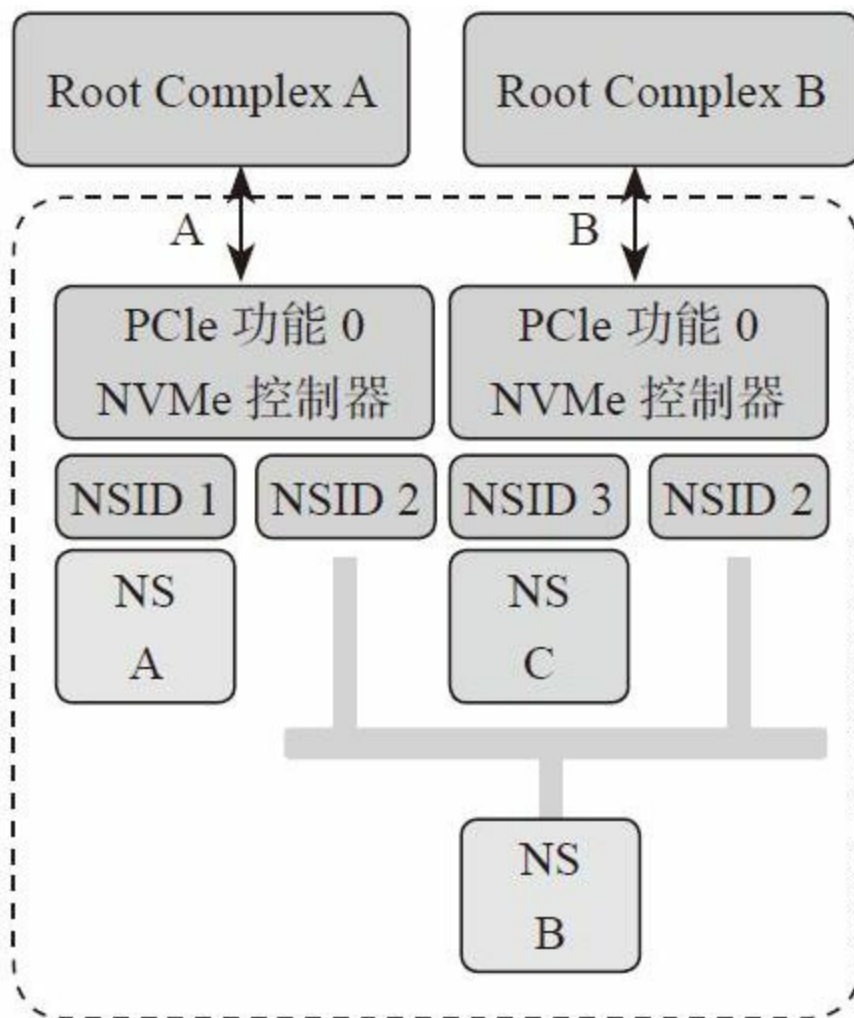 Root Complex A
Root Complex B
A
B
PCle 功能 0
NVMe 控制器
PCle 功能 0
NVMe 控制器
NSID 1
NSID 2
NSID 3
NSID 2
NS
A
NS
C
NS
B